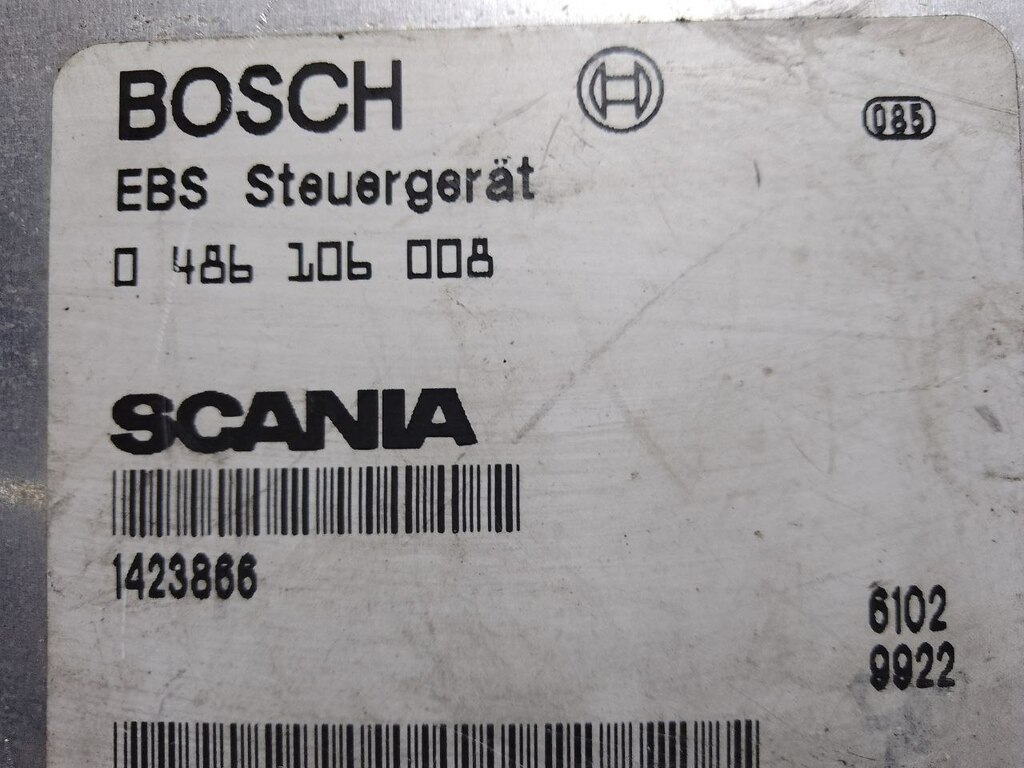 BOSCH
085
EBS Steuergerät
0 486 106 008
SCANIA
1423866
6102
9922